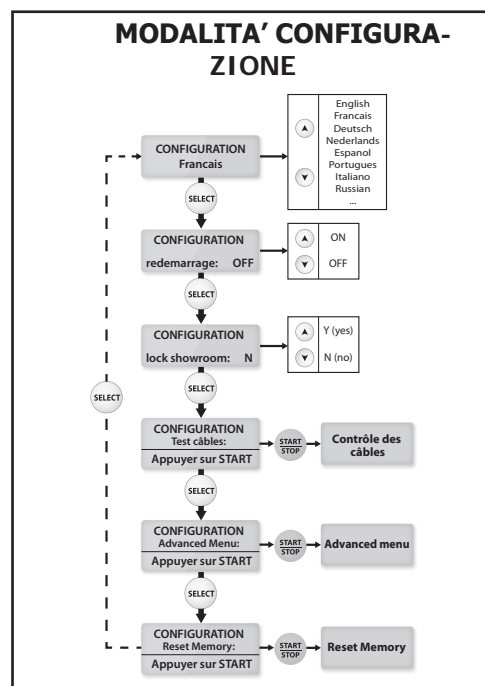 MODALITA’ CONFIGURA-
ZIONE
CONFIGURATION
Francais
English
Francais
Deutsch
Nederlands
Espanol
Portugues
Italiano
Russian
...
SELECT
CONFIGURATION
redemarrage: OFF
ON
OFF
SELECT
CONFIGURATION
lock showroom: N
Y (yes)
N (no)
SELECT
SELECT
CONFIGURATION
Test câbles:
Appuyer sur START
START
STOP
Contrôle des
câbles
SELECT
CONFIGURATION
Advanced Menu:
Appuyer sur START
START
STOP
Advanced menu
SELECT
CONFIGURATION
Reset Memory:
Appuyer sur START
START
STOP
Reset Memory